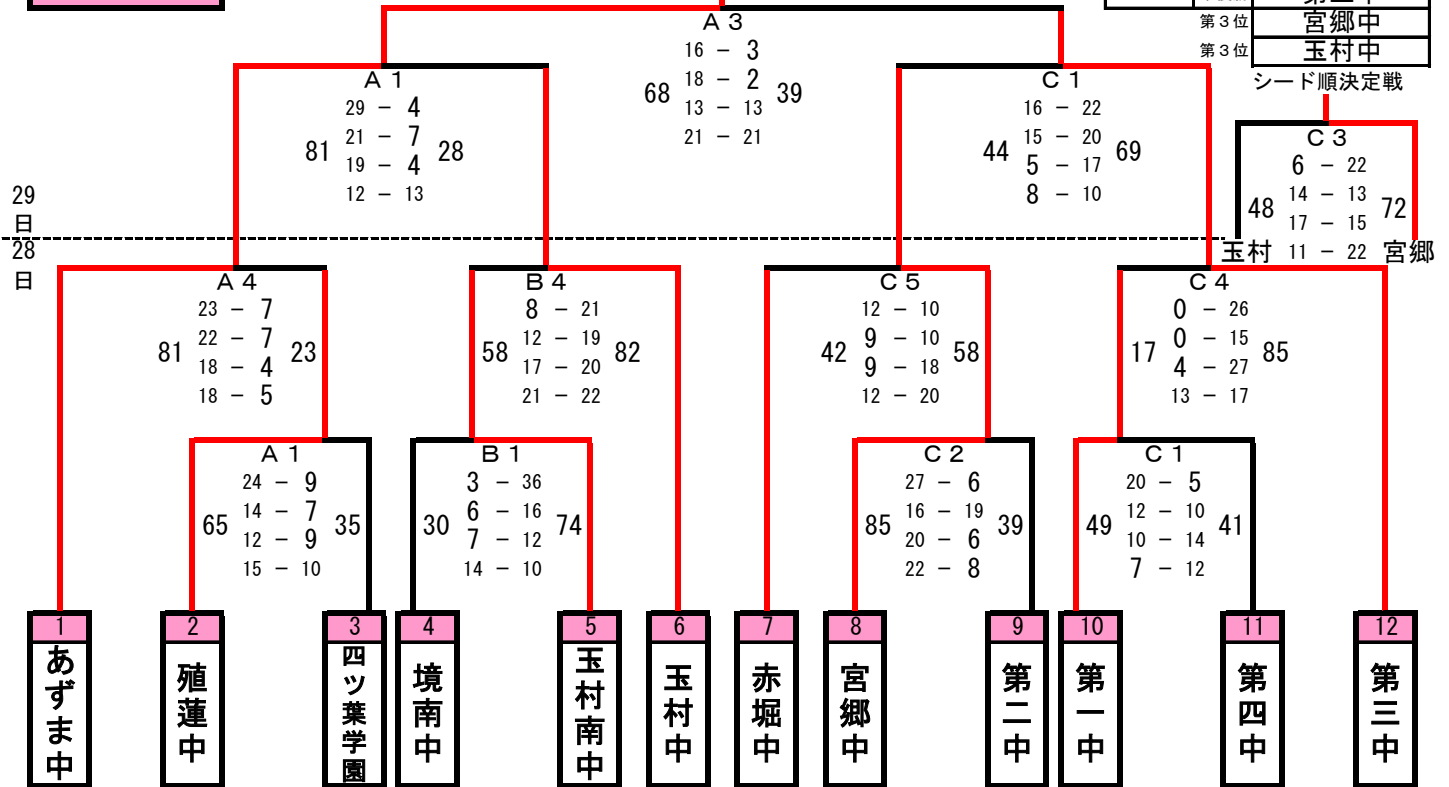 第３位 宮郷中
第３位 玉村中
シード順決定戦
Ａ３
16 － 3
18 － 2
68 39
13 － 13
21 － 21
Ａ１
29 － 4
21 － 7
81 28
19 － 4
12 － 13
Ｃ１
16 － 22
15 － 20
44 69
5 － 17
8 － 10
Ｃ３
6 － 22
14 － 13
48 72
17 － 15
玉村 11 － 22 宮郷
29
日
28
日
Ａ４
23 － 7
22 － 7
81 23
18 － 4
18 － 5
Ｂ４
8 － 21
12 － 19
58 82
17 － 20
21 － 22
Ｃ５
12 － 10
9 － 10
42 58
9 － 18
12 － 20
Ｃ４
0 － 26
0 － 15
17 85
4 － 27
13 － 17
Ａ１
24 － 9
14 － 7
65 35
12 － 9
15 － 10
Ｂ１
3 － 36
6 － 16
30 74
7 － 12
14 － 10
Ｃ２
27 － 6
16 － 19
85 39
20 － 6
22 － 8
Ｃ１
20 － 5
12 － 10
49 41
10 － 14
7 － 12
1 2 3 4 5 6 7 8 9 10 11 12
あずま中
殖蓮中
四ツ葉学園
境南中
玉村南中
玉村中
赤堀中
宮郷中
第二中
第一中
第四中
第三中